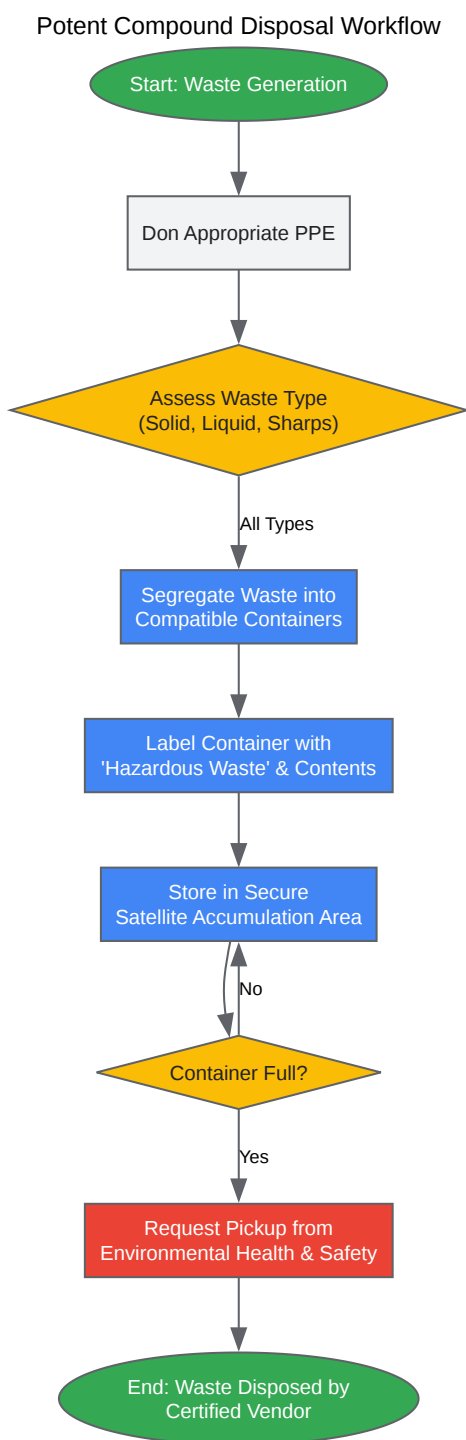 Potent Compound Disposal Workflow
Start: Waste Generation
Don Appropriate PPE
Assess Waste Type
(Solid, Liquid, Sharps)
All Types
Segregate Waste into
Compatible Containers
Label Container with
'Hazardous Waste' & Contents
Store in Secure
Satellite Accumulation Area
No
Container Full?
Yes
Request Pickup from
Environmental Health & Safety
End: Waste Disposed by
Certified Vendor